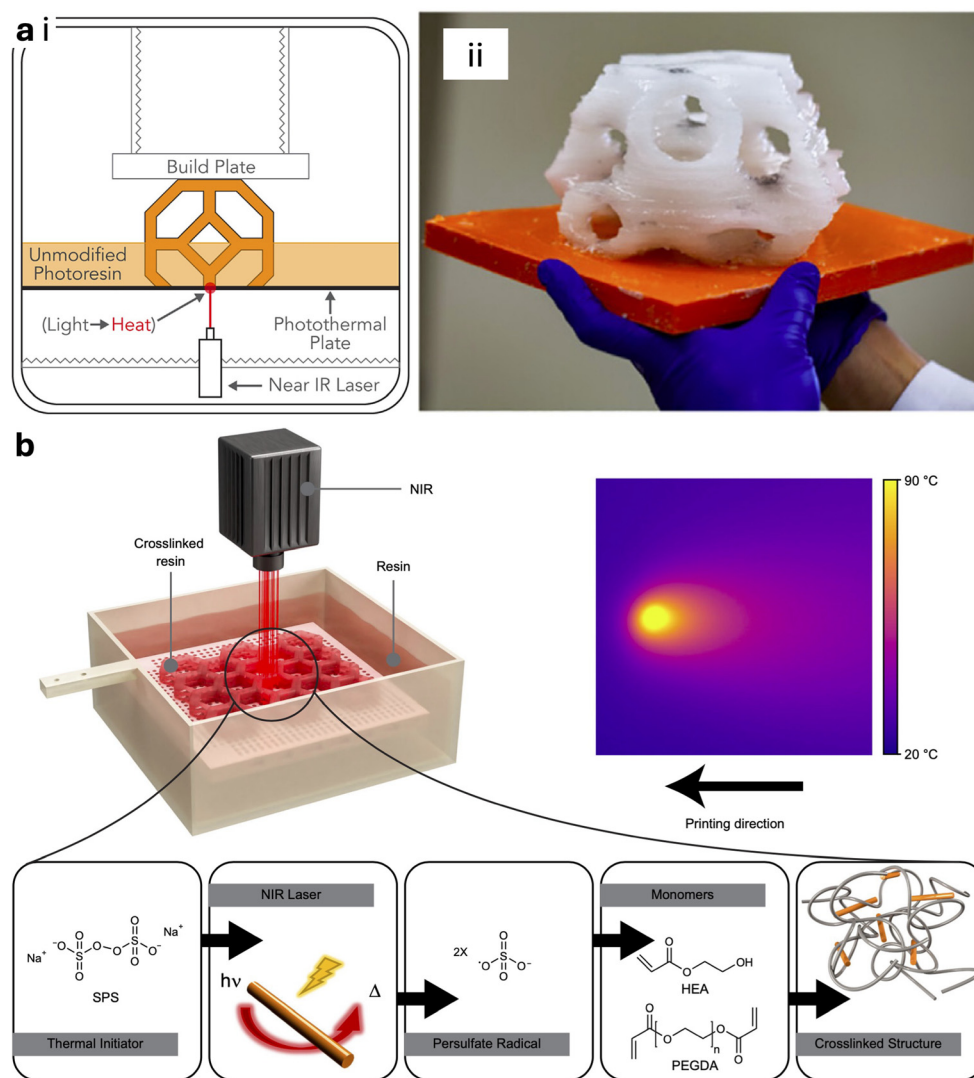 a i
ii
Build Plate
Unmodified
Photoresin
(Light→Heat)
Photothermal
Plate
Near IR Laser
b
NIR
Crosslinked
resin
Resin
90 °C
20 °C
Printing direction
Na⁺
⁻O
O
S
O
O
O
O
S
O
O⁻
Na⁺
SPS
Thermal Initiator
NIR Laser
hν
Δ
2X
O
·O
S
O⁻
O
Persulfate Radical
Monomers
O
O
OH
HEA
O
O
O
n
O
PEGDA
Crosslinked Structure